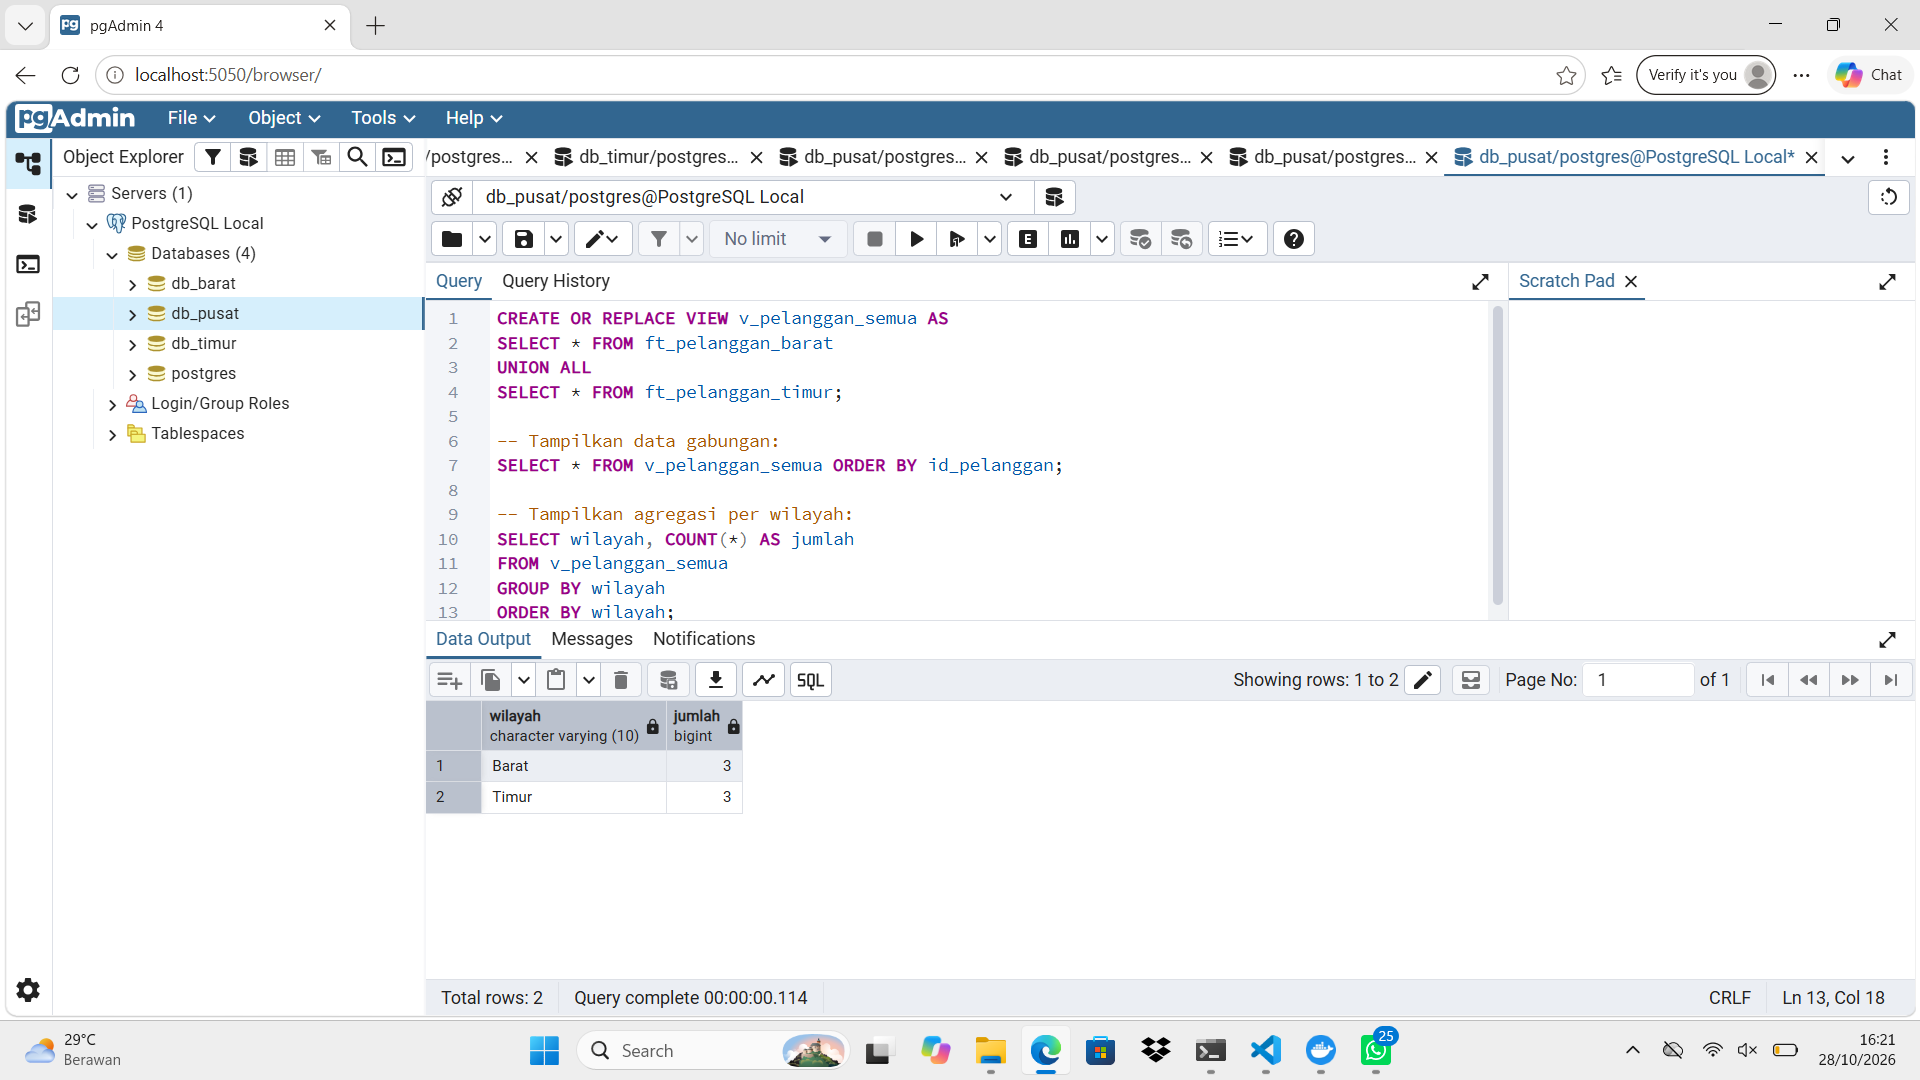 pgAdmin 4
localhost:5050/browser/
Verify it's you
Chat
pgAdmin
File
Object
Tools
Help
Object Explorer
/postgres...
db_timur/postgres...
db_pusat/postgres...
db_pusat/postgres...
db_pusat/postgres...
db_pusat/postgres@PostgreSQL Local*
Servers (1)
PostgreSQL Local
Databases (4)
db_barat
db_pusat
db_timur
postgres
Login/Group Roles
Tablespaces
db_pusat/postgres@PostgreSQL Local
No limit
E
Query
Query History
Scratch Pad
1 CREATE OR REPLACE VIEW v_pelanggan_semua AS
2 SELECT * FROM ft_pelanggan_barat
3 UNION ALL
4 SELECT * FROM ft_pelanggan_timur;
5
6 -- Tampilkan data gabungan:
7 SELECT * FROM v_pelanggan_semua ORDER BY id_pelanggan;
8
9 -- Tampilkan agregasi per wilayah:
10 SELECT wilayah, COUNT(*) AS jumlah
11 FROM v_pelanggan_semua
12 GROUP BY wilayah
13 ORDER BY wilayah;
Data Output
Messages
Notifications
SQL
Showing rows: 1 to 2
Page No: 1 of 1
wilayah
character varying (10)
jumlah
bigint
1 Barat 3
2 Timur 3
Total rows: 2
Query complete 00:00:00.114
CRLF
Ln 13, Col 18
29°C
Berawan
Search
25
16:21
28/10/2026